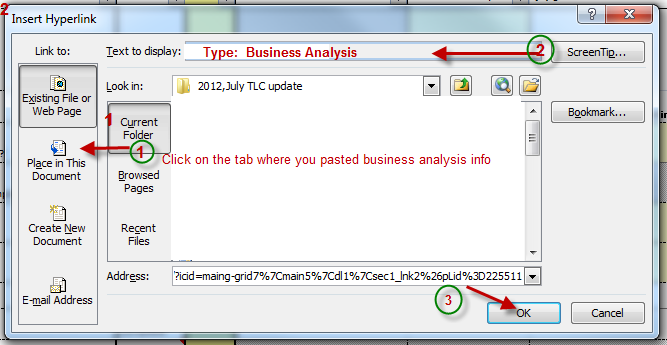 2
Insert Hyperlink
Link to:
Text to display:
Type: Business Analysis
2
ScreenTip...
Existing File or
Web Page
Look in:
2012,July TLC update
Bookmark...
1
Current
Folder
1
Place in This
Document
Click on the tab where you pasted business analysis info
Browsed
Pages
Create New
Document
Recent
Files
E-mail Address
Address:
?icid=maing-grid7%7Cmain5%7Cdl1%7Csec1_lnk2%26pLid%3D225511
3
OK
Cancel